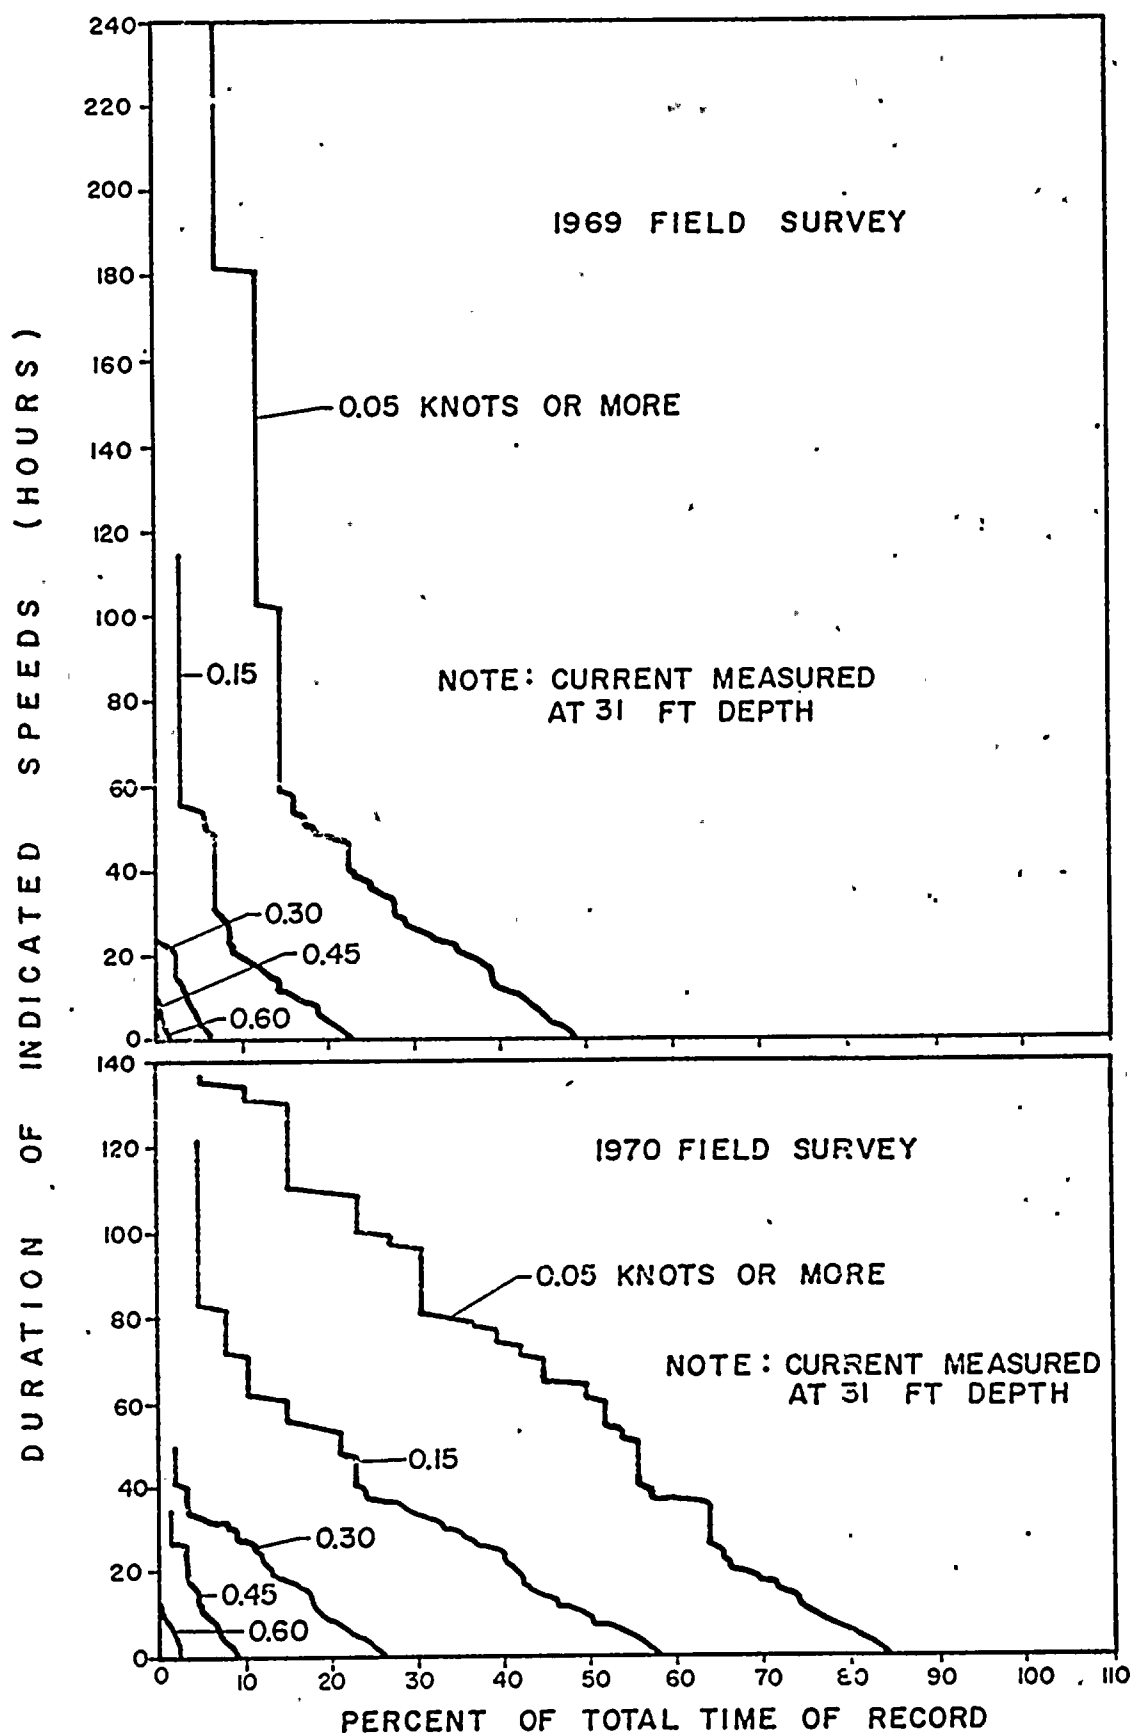 DURATION OF INDICATED SPEEDS (HOURS)
240
220
200
180
160
140
120
100
80
60
40
20
0
1969 FIELD SURVEY
0.05 KNOTS OR MORE
0.15
NOTE: CURRENT MEASURED
AT 31 FT DEPTH
0.30
0.45
0.60
140
120
100
80
60
40
20
0
1970 FIELD SURVEY
0.05 KNOTS OR MORE
NOTE: CURRENT MEASURED
AT 31 FT DEPTH
0.15
0.30
0.45
0.60
0 10 20 30 40 50 60 70 80 90 100 110
PERCENT OF TOTAL TIME OF RECORD